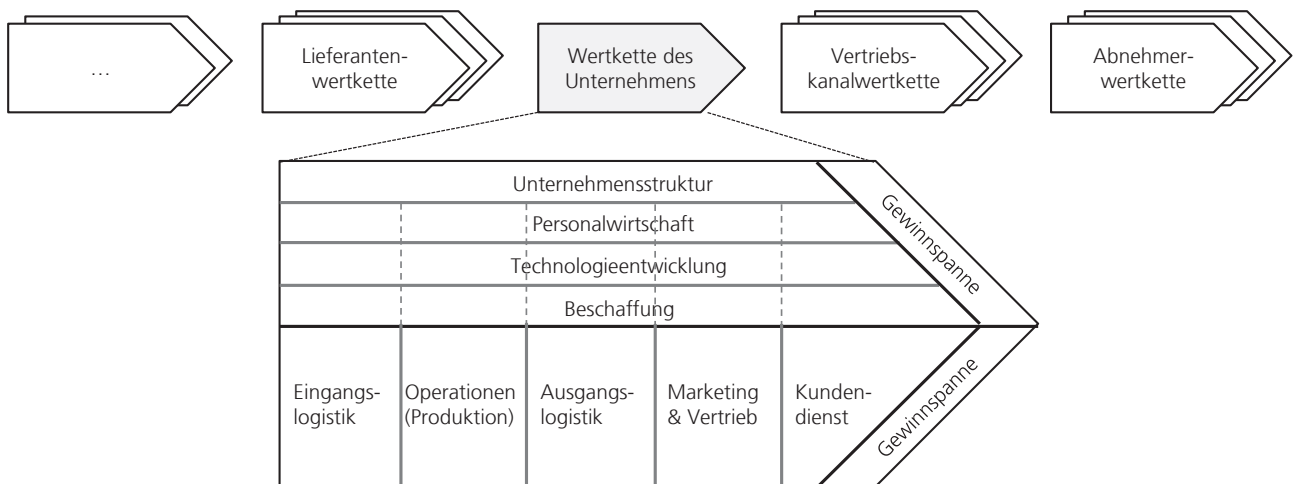 …
Lieferanten-
wertkette
Wertkette des
Unternehmens
Vertriebs-
kanalwertkette
Abnehmer-
wertkette
Unternehmensstruktur
Personalwirtschaft
Technologieentwicklung
Beschaffung
Gewinnspanne
Eingangs-
logistik
Operationen
(Produktion)
Ausgangs-
logistik
Marketing
& Vertrieb
Kunden-
dienst
Gewinnspanne